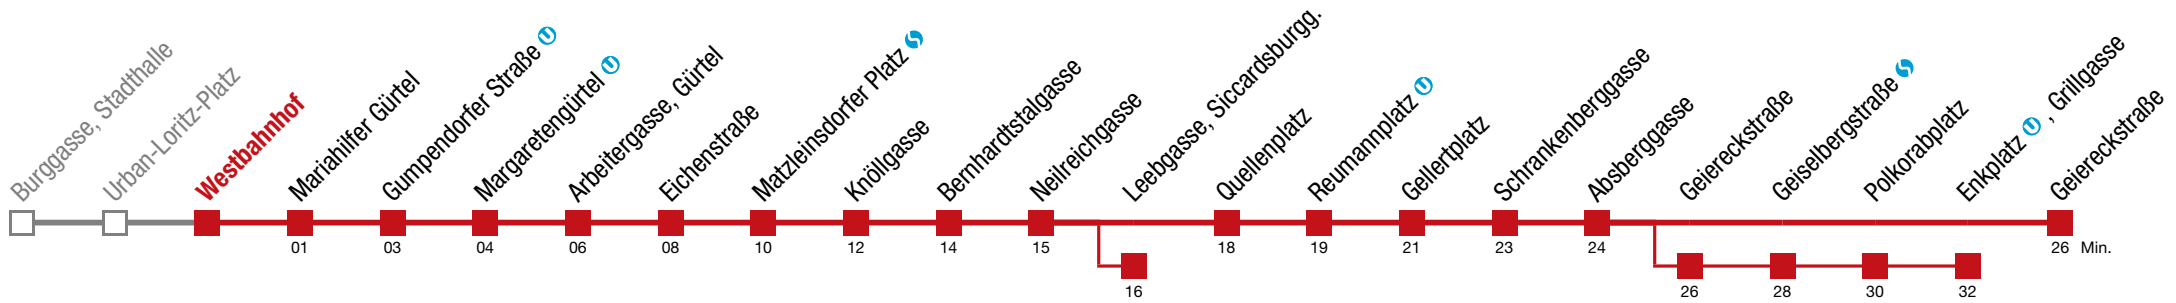 Burggasse, Stadthalle
Urban-Loritz-Platz
Westbahnhof
Mariahilfer Gürtel
Gumpendorfer Straße U
Margaretengürtel U
Arbeitergasse, Gürtel
Eichenstraße
Matzleinsdorfer Platz S
Knöllgasse
Bernhardtstalgasse
Neilreichgasse
Leebgasse, Siccardsburgg.
Quellenplatz
Reumannplatz U
Gellertplatz
Schrankenberggasse
Absberggasse
Geiereckstraße
Geiselbergstraße S
Polkorabplatz
Enkplatz U , Grillgasse
Geiereckstraße
01 03 04 06 08 10 12 14 15 18 19 21 23 24 26 Min.
16 26 28 30 32